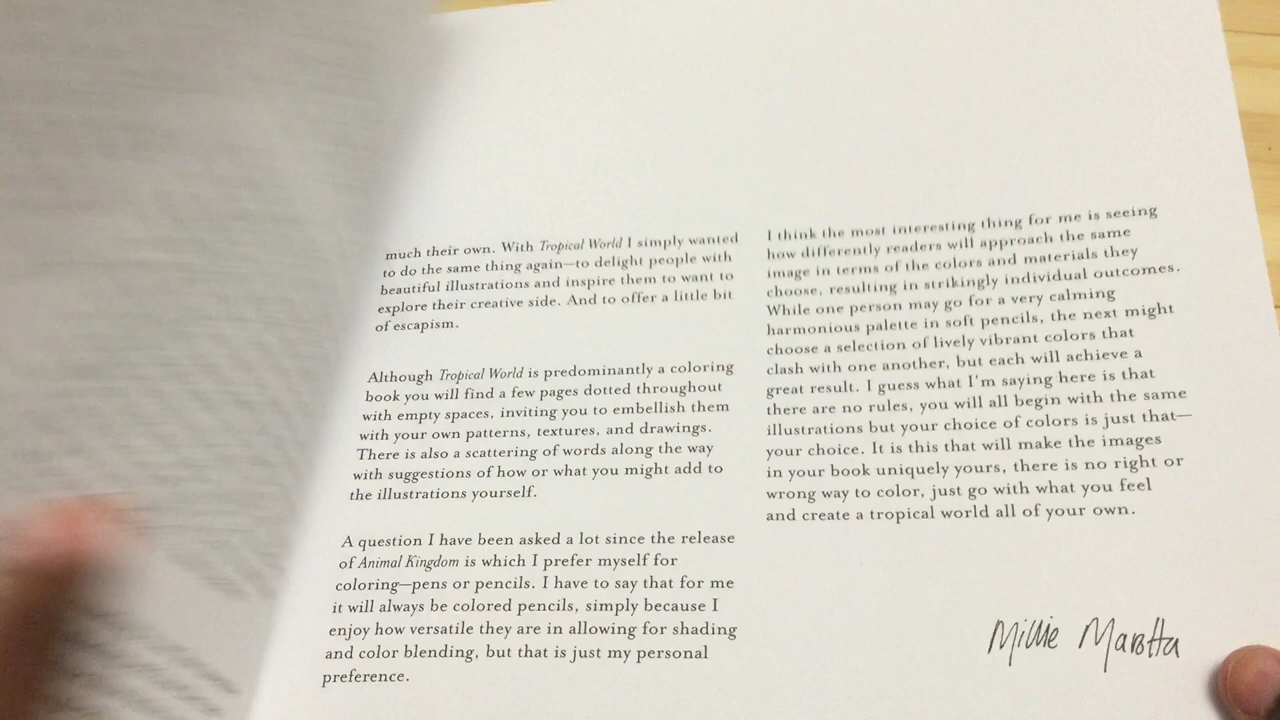 much their own. With Tropical World I simply wanted
to do the same thing again—to delight people with
beautiful illustrations and inspire them to want to
explore their creative side. And to offer a little bit
of escapism.
Although Tropical World is predominantly a coloring
book you will find a few pages dotted throughout
with empty spaces, inviting you to embellish them
with your own patterns, textures, and drawings.
There is also a scattering of words along the way
with suggestions of how or what you might add to
the illustrations yourself.
A question I have been asked a lot since the release
of Animal Kingdom is which I prefer myself for
coloring—pens or pencils. I have to say that for me
it will always be colored pencils, simply because I
enjoy how versatile they are in allowing for shading
and color blending, but that is just my personal
preference.
I think the most interesting thing for me is seeing
how differently readers will approach the same
image in terms of the colors and materials they
choose, resulting in strikingly individual outcomes.
While one person may go for a very calming
harmonious palette in soft pencils, the next might
choose a selection of lively vibrant colors that
clash with one another, but each will achieve a
great result. I guess what I'm saying here is that
there are no rules, you will all begin with the same
illustrations but your choice of colors is just that—
your choice. It is this that will make the images
in your book uniquely yours, there is no right or
wrong way to color, just go with what you feel
and create a tropical world all of your own.
Millie Marotta